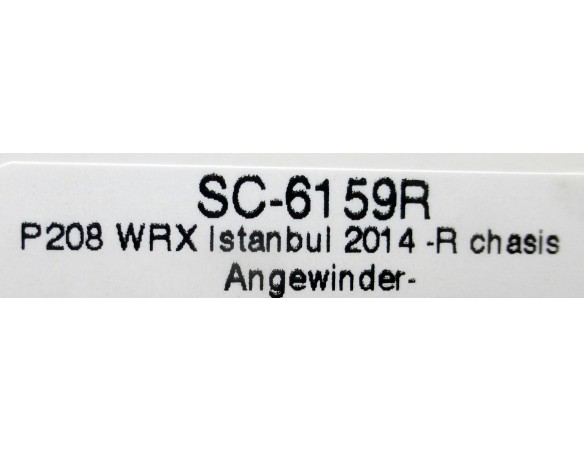 SC-6159R
P208 WRX Istanbul 2014 -R chasis
Angewinder-